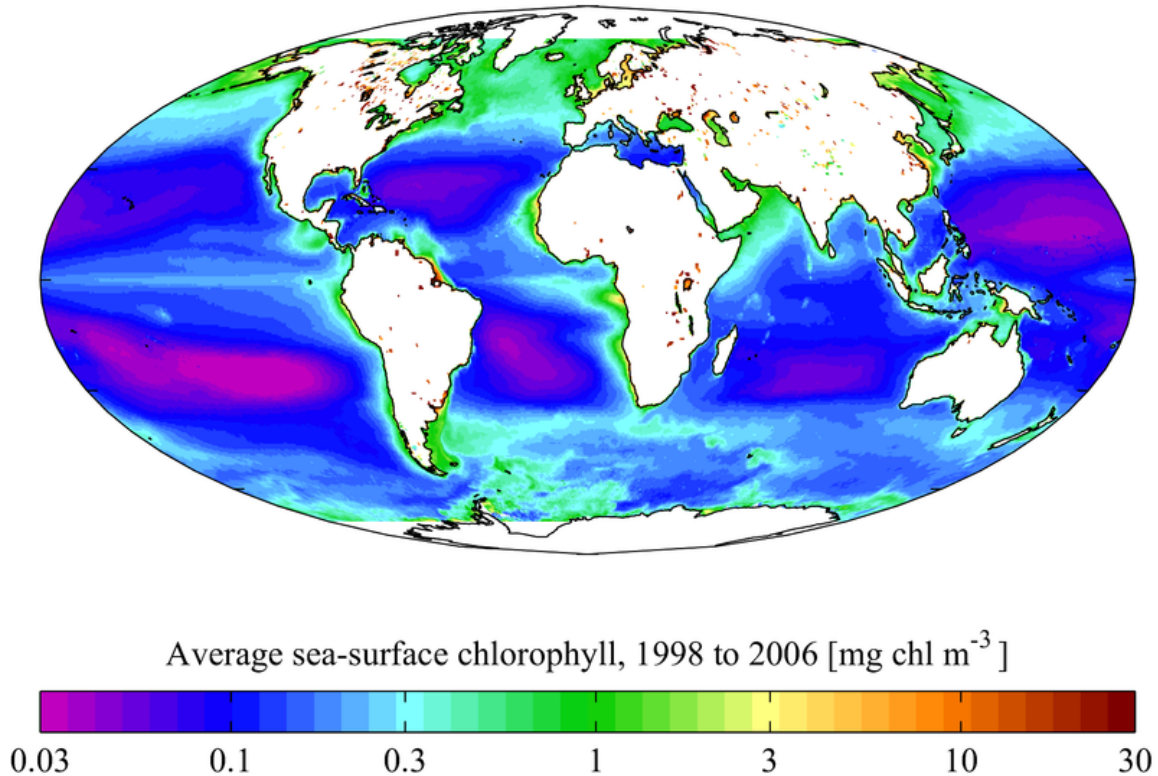 Average sea-surface chlorophyll, 1998 to 2006 [mg chl m⁻³ ]
0.03 0.1 0.3 1 3 10 30